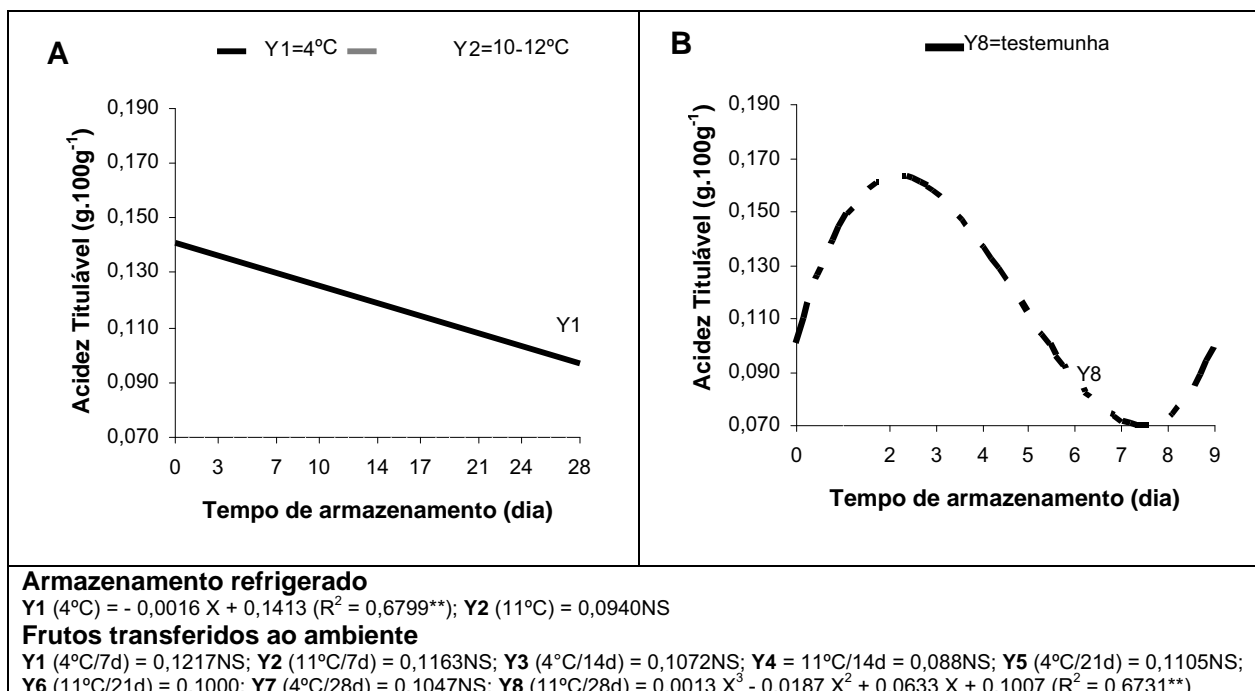 A
Y1=4ºC Y2=10-12ºC
Acidez Titulável (g.100g-1)
0,190
0,170
0,150
0,130
0,110
0,090
0,070
Y1
0 3 7 10 14 17 21 24 28
Tempo de armazenamento (dia)
B
Y8=testemunha
Acidez Titulável (g.100g-1)
0,190
0,170
0,150
0,130
0,110
0,090
0,070
Y8
0 2 3 4 5 6 7 8 9
Tempo de armazenamento (dia)
Armazenamento refrigerado
Y1 (4ºC) = - 0,0016 X + 0,1413 (R2 = 0,6799**); Y2 (11ºC) = 0,0940NS
Frutos transferidos ao ambiente
Y1 (4ºC/7d) = 0,1217NS; Y2 (11ºC/7d) = 0,1163NS; Y3 (4°C/14d) = 0,1072NS; Y4 = 11ºC/14d = 0,088NS; Y5 (4ºC/21d) = 0,1105NS;
Y6 (11ºC/21d) = 0,1000; Y7 (4ºC/28d) = 0,1047NS; Y8 (11ºC/28d) = 0,0013 X3 - 0,0187 X2 + 0,0633 X + 0,1007 (R2 = 0,6731**)